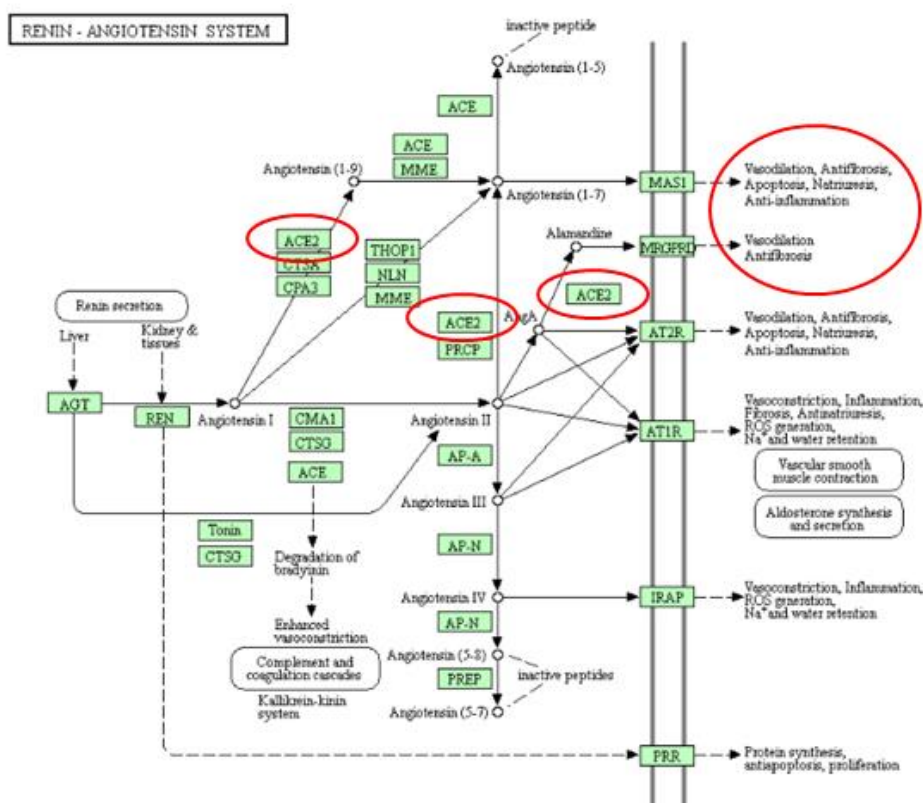 RENIN - ANGIOTENSIN SYSTEM
inactive peptide
Angiotensin (1-5)
ACE
ACE
MME
Angiotensin (1-9)
Angiotensin (1-7)
MAS1
Vasodilation, Antifibrosis,
Apoptosis, Natriuresis,
Anti-inflammation
ACE2
CTSA
CPA3
THOP1
NLN
MME
Alamandine
MRGPRD
Vasodilation
Antifibrosis
ACE2
ACE2
PRCP
AngA
AT2R
Vasodilation, Antifibrosis,
Apoptosis, Natriuresis,
Anti-inflammation
Renin secretion
Liver
Kidney &
tissues
AGT
REN
Angiotensin I
CMA1
CTSG
ACE
Angiotensin II
AT1R
Vasoconstriction, Inflammation,
Fibrosis, Antinatriuresis,
ROS generation,
Na+ and water retention
Vascular smooth
muscle contraction
Aldosterone synthesis
and secretion
AP-A
Angiotensin III
Tonin
CTSG
Degradation of
bradyinin
AP-N
Enhanced
vasoconstriction
Angiotensin IV
IRAP
Vasoconstriction, Inflammation,
ROS generation,
Na+ and water retention
AP-N
Complement and
coagulation cascades
Kallikrein-kinin
system
Angiotensin (5-8)
inactive peptides
PREP
Angiotensin (5-7)
PRR
Protein synthesis,
antiapoptosis, proliferation